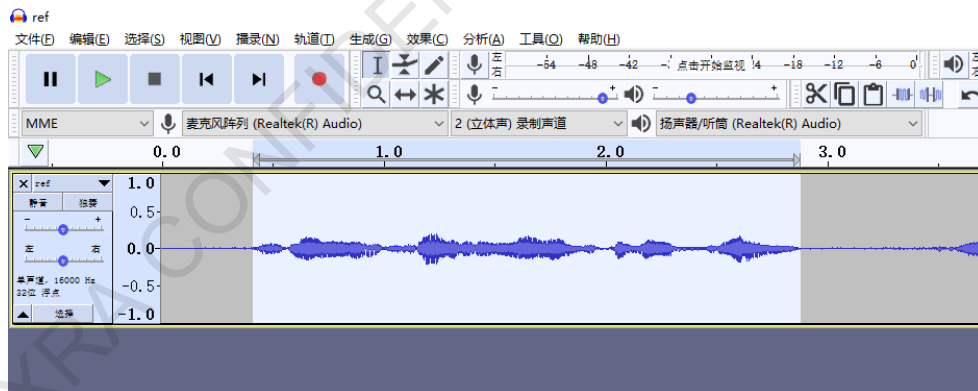 ref
文件(F) 编辑(E) 选择(S) 视图(V) 播录(N) 轨道(T) 生成(G) 效果(C) 分析(A) 工具(O) 帮助(H)
左 右 -54 -48 -42 点击开始监视 -18 -12 -6 0
MME 麦克风阵列 (Realtek(R) Audio) 2 (立体声) 录制声道 扬声器/听筒 (Realtek(R) Audio)
0.0 1.0 2.0 3.0
ref 1.0
静音 独奏
0.5
- +
左 右 0.0
单声道, 16000 Hz
32位 浮点 -0.5
选择 -1.0